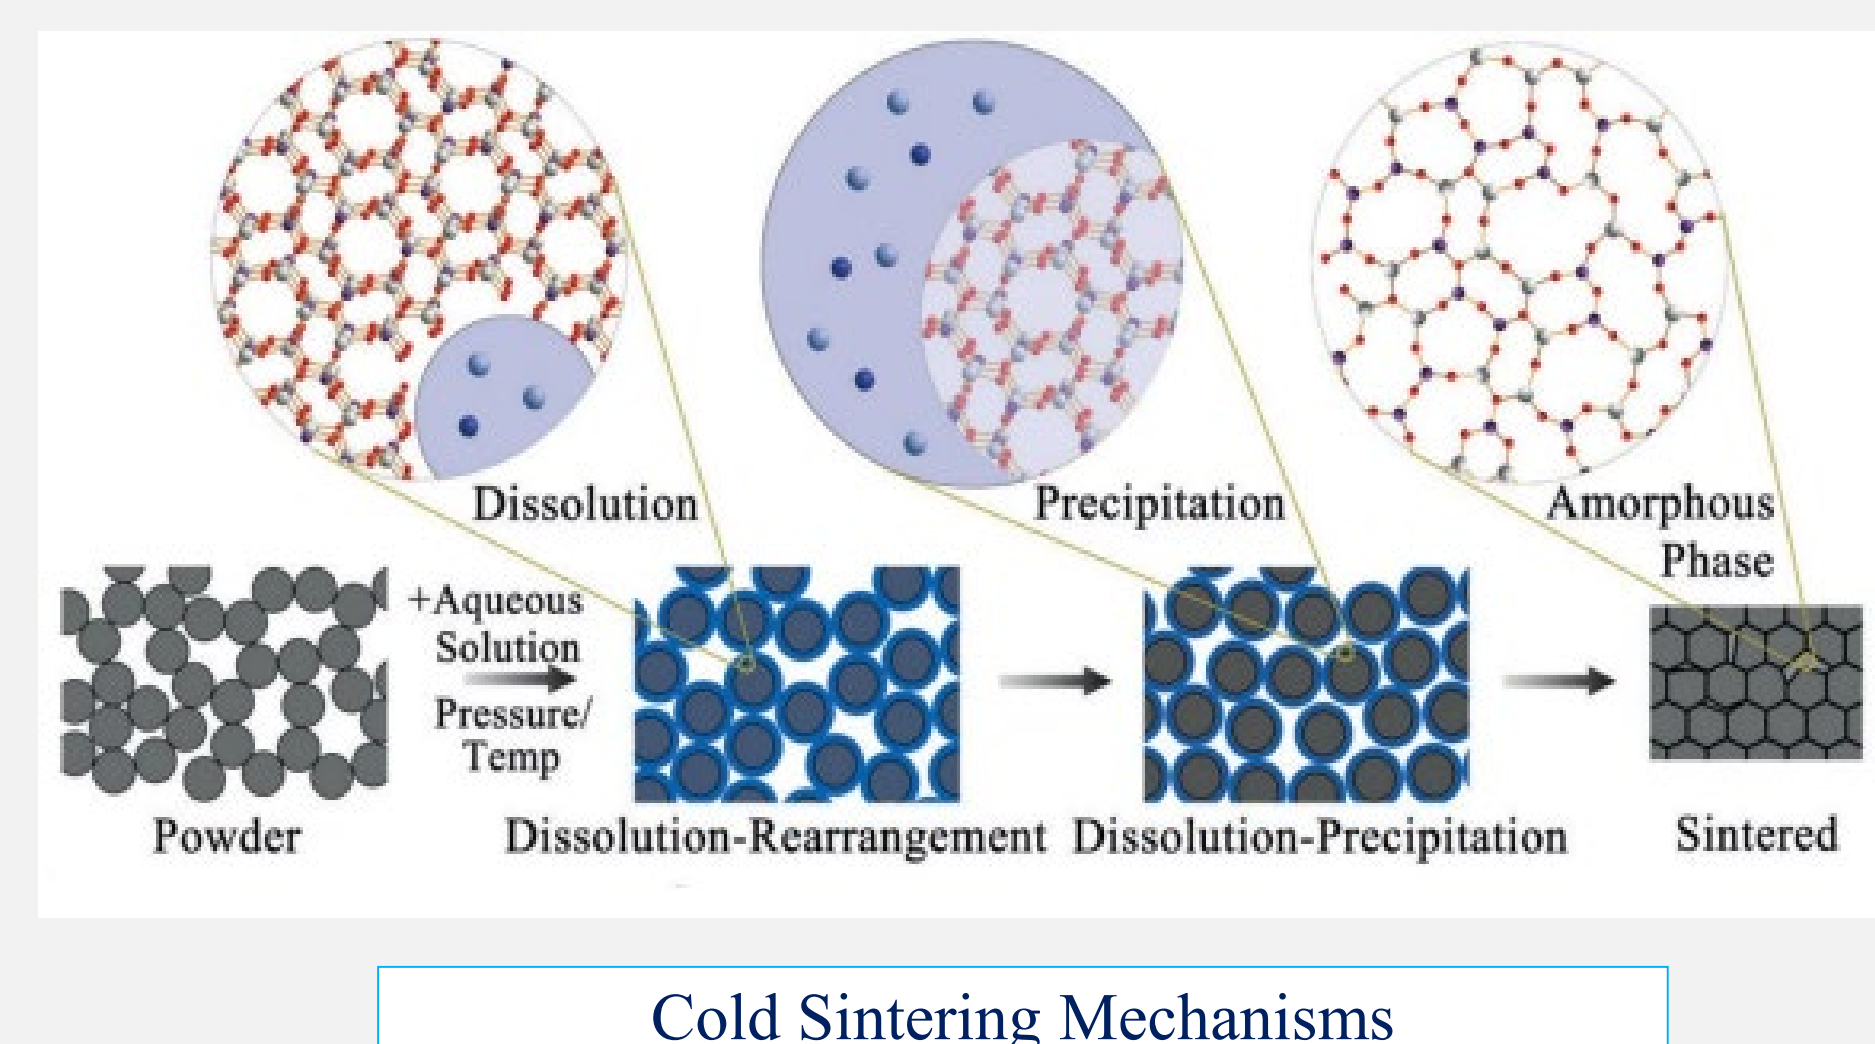 Dissolution
Precipitation
Amorphous
Phase
+Aqueous
Solution
Pressure/
Temp
Powder
Dissolution-Rearrangement
Dissolution-Precipitation
Sintered
Cold Sintering Mechanisms